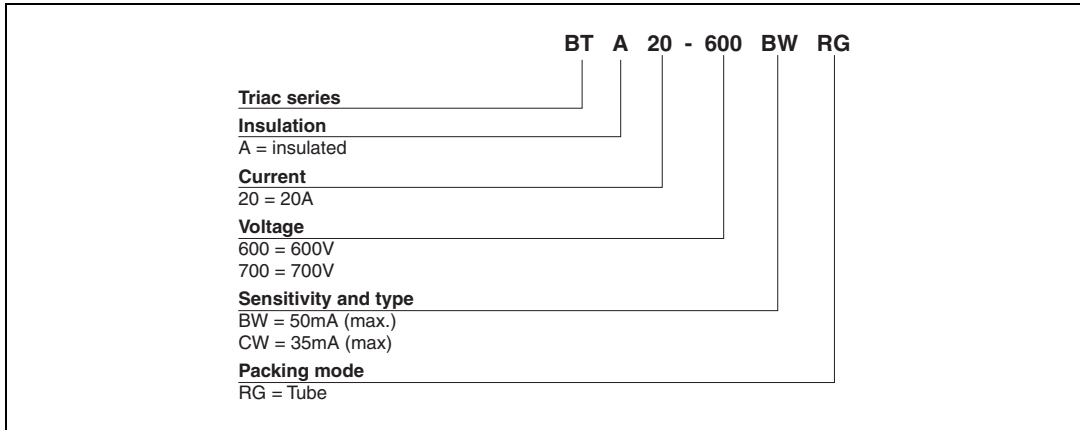 BT A 20 - 600 BW RG
Triac series
Insulation
A = insulated
Current
20 = 20A
Voltage
600 = 600V
700 = 700V
Sensitivity and type
BW = 50mA (max.)
CW = 35mA (max)
Packing mode
RG = Tube